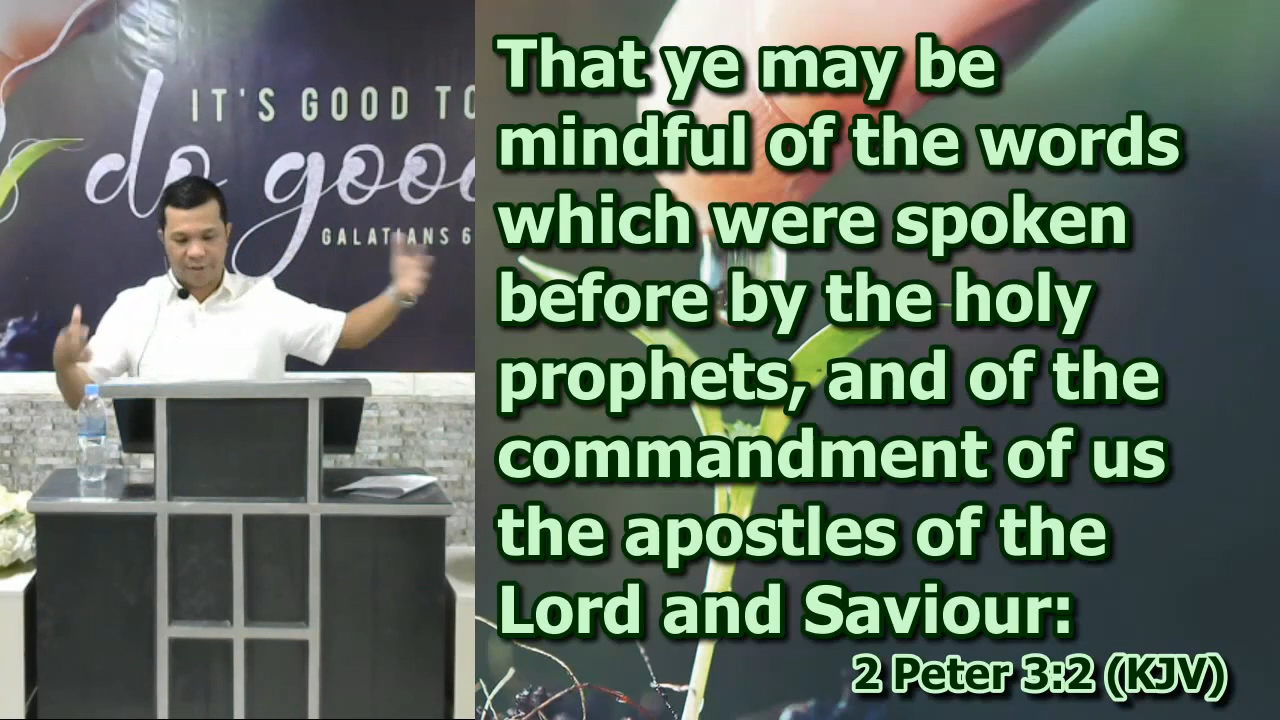 IT'S GOOD TO
do good
GALATIANS 6
That ye may be
mindful of the words
which were spoken
before by the holy
prophets, and of the
commandment of us
the apostles of the
Lord and Saviour:
2 Peter 3:2 (KJV)